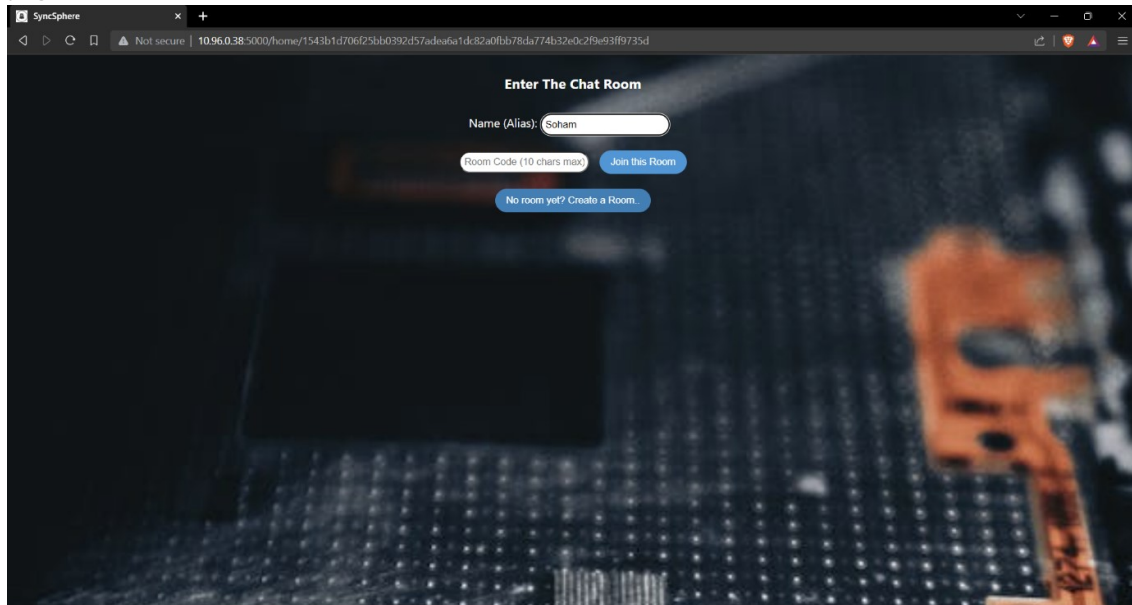 SyncSphere
Not secure 10.96.0.38:5000/home/1543b1d706f25bb0392d57adea6a1dc82a0fbb78da774b32e0c2f9e93ff9735d
Enter The Chat Room
Name (Alias): Soham
Room Code (10 chars max) Join this Room
No room yet? Create a Room..